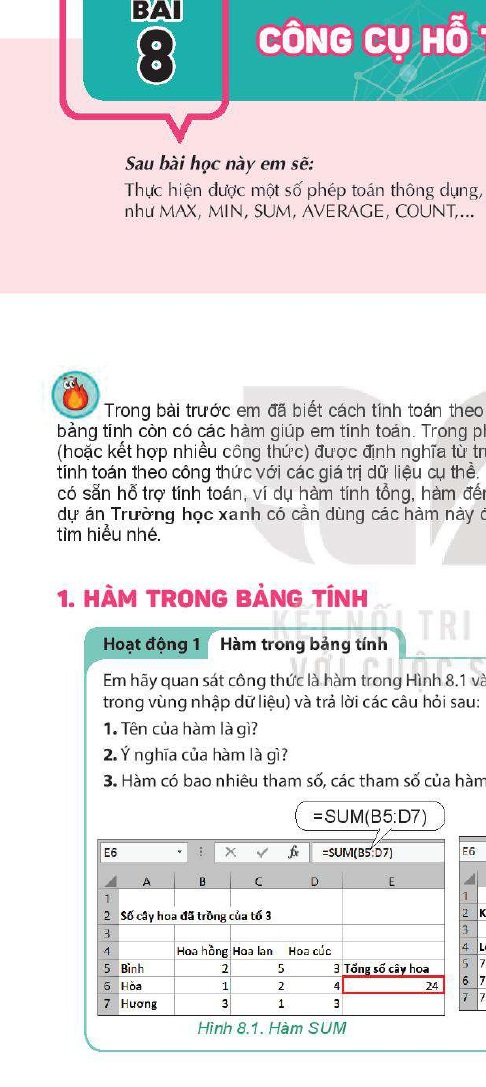 BÀI
8
CÔNG CỤ HỖ
Sau bài học này em sẽ:
Thực hiện được một số phép toán thông dụng,
như MAX, MIN, SUM, AVERAGE, COUNT,...
Trong bài trước em đã biết cách tính toán theo
bảng tính còn có các hàm giúp em tính toán. Trong
(hoặc kết hợp nhiều công thức) được định nghĩa từ
tính toán theo công thức với các giá trị dữ liệu cụ thể.
có sẵn hỗ trợ tính toán, ví dụ hàm tính tổng, hàm
dự án Trường học xanh có cần dùng các hàm này
tìm hiểu nhé.
1. HÀM TRONG BẢNG TÍNH
KẾT NỐI TRI
VỚI CUỘC S
Hoạt động 1 Hàm trong bảng tính
Em hãy quan sát công thức là hàm trong Hình 8.1 và
trong vùng nhập dữ liệu) và trả lời các câu hỏi sau:
1. Tên của hàm là gì?
2. Ý nghĩa của hàm là gì?
3. Hàm có bao nhiêu tham số, các tham số của hàm
=SUM(B5:D7)
E6 fx =SUM(B5:D7) E6
A B C D E
1 1
2 Số cây hoa đã trồng của tổ 3 2 K
3 3
4 Hoa hồng Hoa lan Hoa cúc 4 L
5 Bình 2 5 3 Tổng số cây hoa 5 7
6 Hòa 1 2 4 24 6 7
7 Hương 3 1 3 7 7
Hình 8.1. Hàm SUM